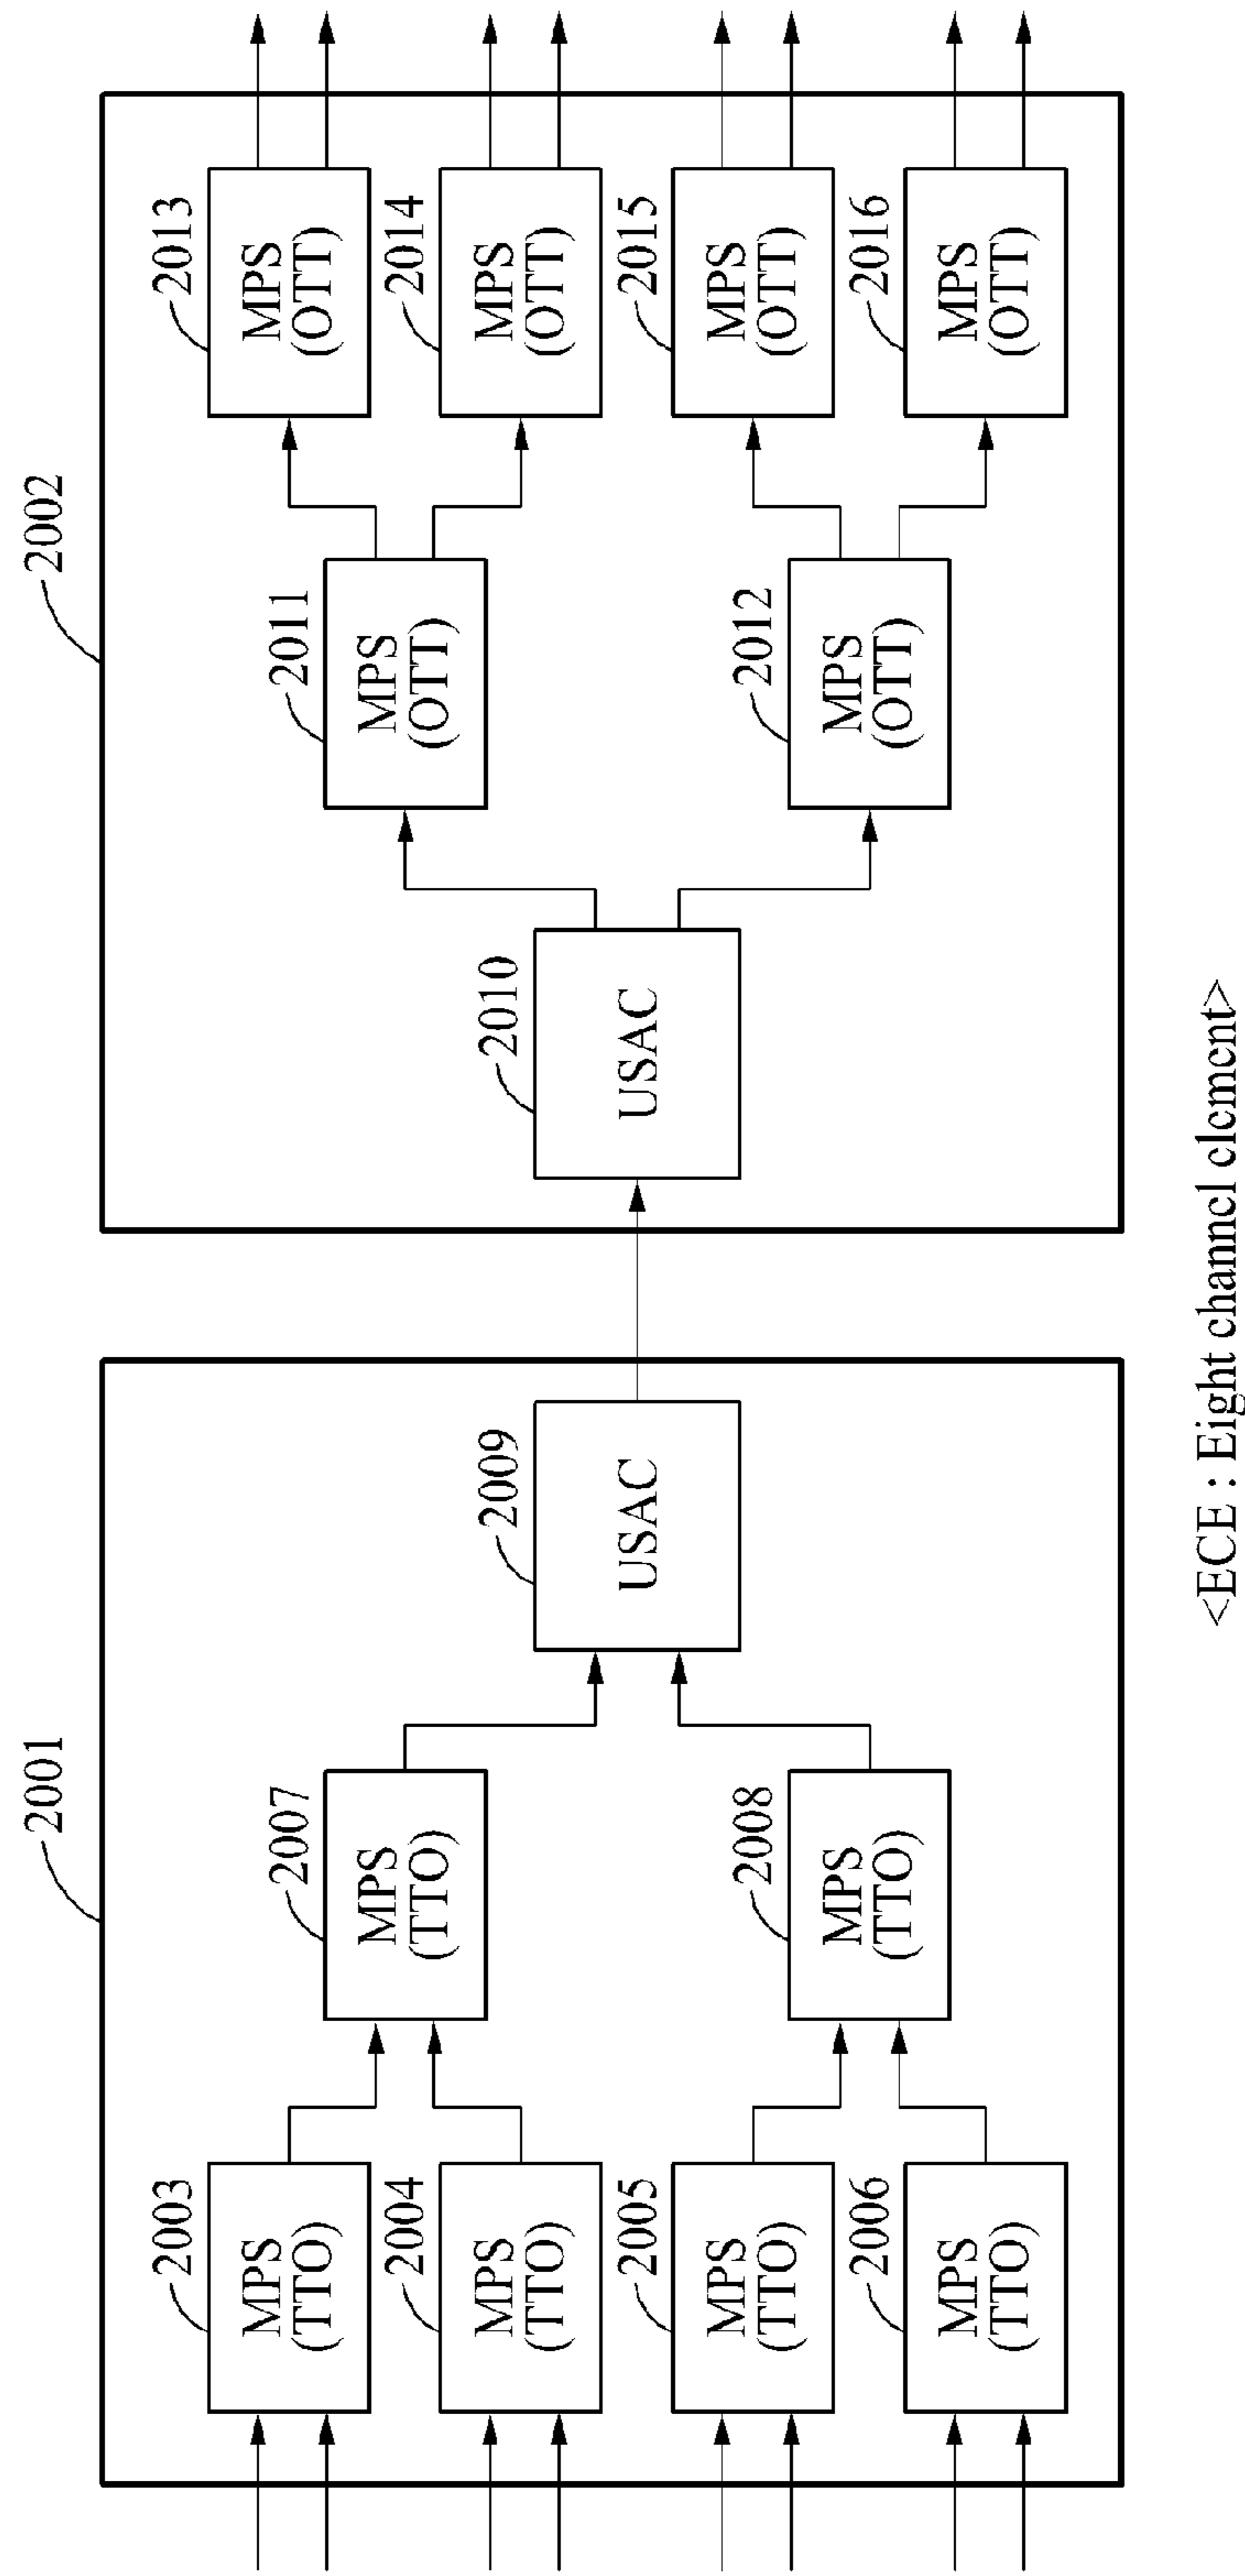 2001
2003
MPS
(TTO)
2004
MPS
(TTO)
2005
MPS
(TTO)
2006
MPS
(TTO)
2007
MPS
(TTO)
2008
MPS
(TTO)
2009
USAC
2002
2010
USAC
2011
MPS
(OTT)
2012
MPS
(OTT)
2013
MPS
(OTT)
2014
MPS
(OTT)
2015
MPS
(OTT)
2016
MPS
(OTT)
<ECE : Eight channel element>